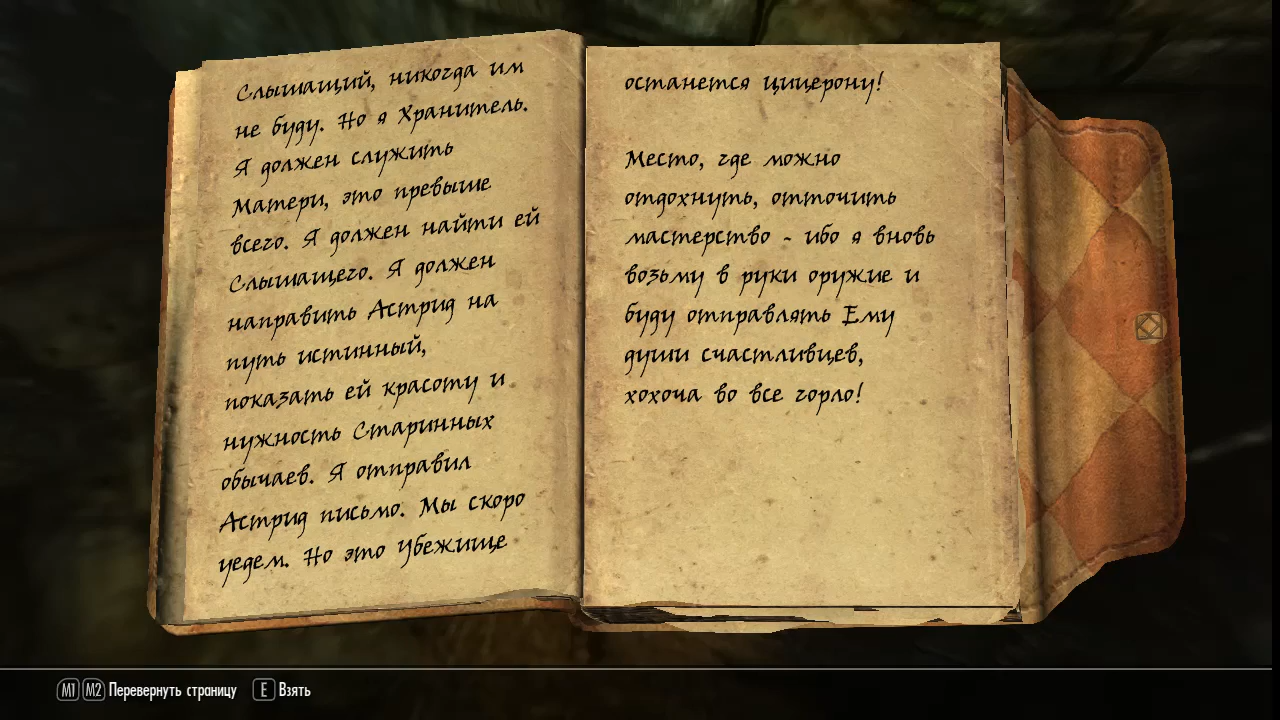 Слышащий, никогда им
не буду. Но я Хранитель.
Я должен служить
Матери, это превыше
всего. Я должен найти ей
Слышащего. Я должен
направить Астрид на
путь истинный,
показать ей красоту и
нужность Старинных
обычаев. Я отправил
Астрид письмо. Мы скоро
уедем. Но это Убежище
останется Цицерону!
Место, где можно
отдохнуть, отточить
мастерство - ибо я вновь
возьму в руки оружие и
буду отправлять Ему
души счастливцев,
хохоча во все горло!
M1 M2 Перевернуть страницу E Взять